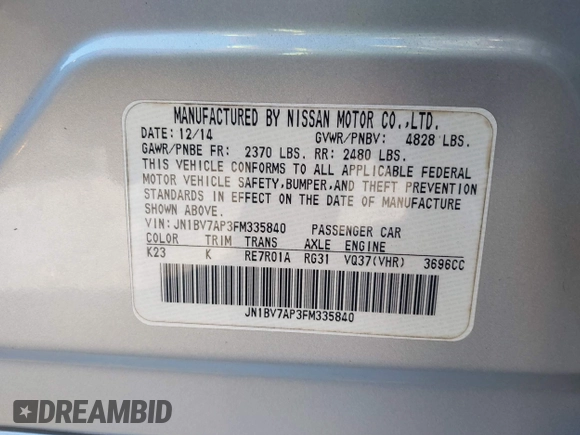 MANUFACTURED BY NISSAN MOTOR CO.,LTD.
DATE: 12/14 GVWR/PNBV: 4828 LBS.
GAWR/PNBE FR: 2370 LBS. RR: 2480 LBS.
THIS VEHICLE CONFORMS TO ALL APPLICABLE FEDERAL
MOTOR VEHICLE SAFETY,BUMPER,AND THEFT PREVENTION
STANDARDS IN EFFECT ON THE DATE OF MANUFACTURE
SHOWN ABOVE.
VIN:JN1BV7AP3FM335840 PASSENGER CAR
COLOR TRIM TRANS AXLE ENGINE
K23 K RE7R01A RG31 VQ37(VHR) 3696CC
JN1BV7AP3FM335840
DREAMBID